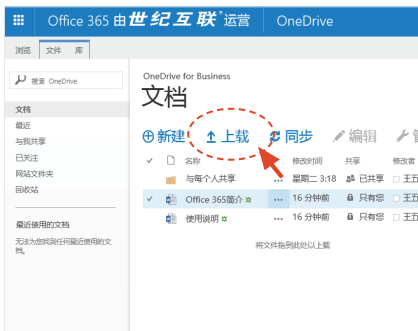 Office 365 由世纪互联运营 OneDrive
浏览 文件 库
搜索 OneDrive
OneDrive for Business
文档
文档
最近
与我共享
已关注
网站文件夹
回收站
最近使用的文档
无法为您找到任何最近使用的文档。
新建 上载 同步 编辑
名称 修改时间 共享 修改者
与每个人共享 ... 星期二 3:18 已共享 王五
Office 365简介 ... 16 分钟前 只有您 王五
使用说明 ... 16 分钟前 只有您 王五
将文件拖到此处以上载